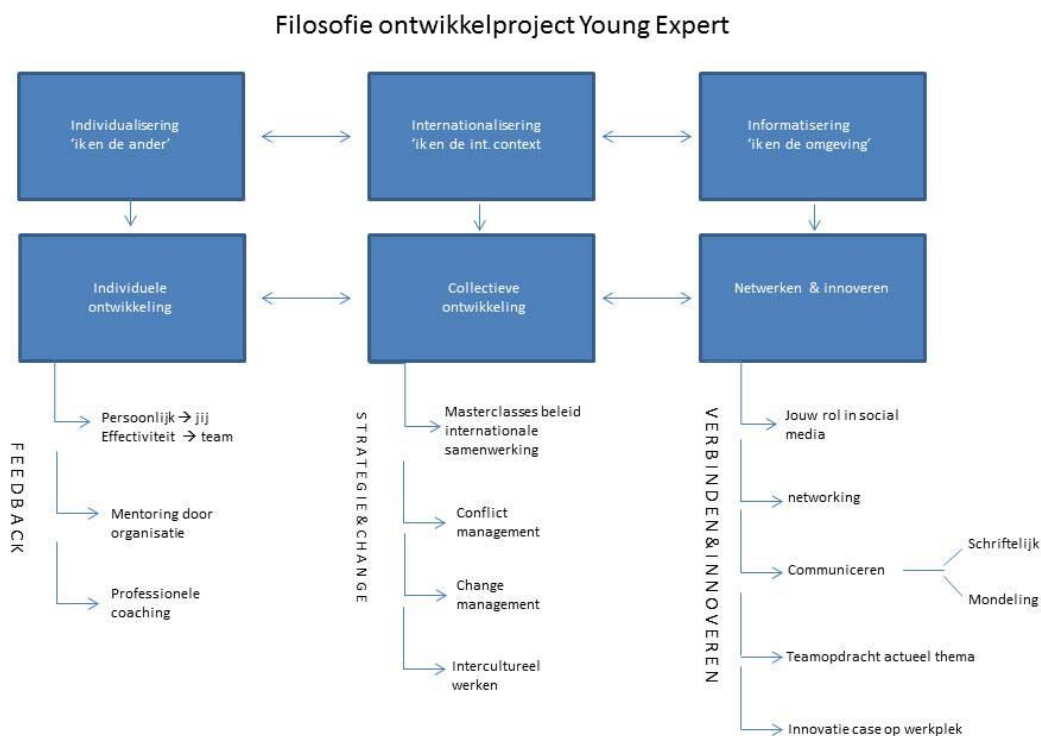 Filosofie ontwikkelproject Young Expert
Individualisering
'ik en de ander'
Internationalisering
'ik en de int. context
Informatisering
'ik en de omgeving'
Individuele
ontwikkeling
Collectieve
ontwikkeling
Netwerken & innoveren
FEEDBACK
Persoonlijk → jij
Effectiviteit → team
Mentoring door
organisatie
Professionele
coaching
STRATEGIE&CHANGE
Masterclasses beleid
internationale
samenwerking
Conflict
management
Change
management
Intercultureel
werken
VERBINDEN&INNOVEREN
Jouw rol in social
media
networking
Communiceren
Schriftelijk
Mondeling
Teamopdracht actueel thema
Innovatie case op werkplek